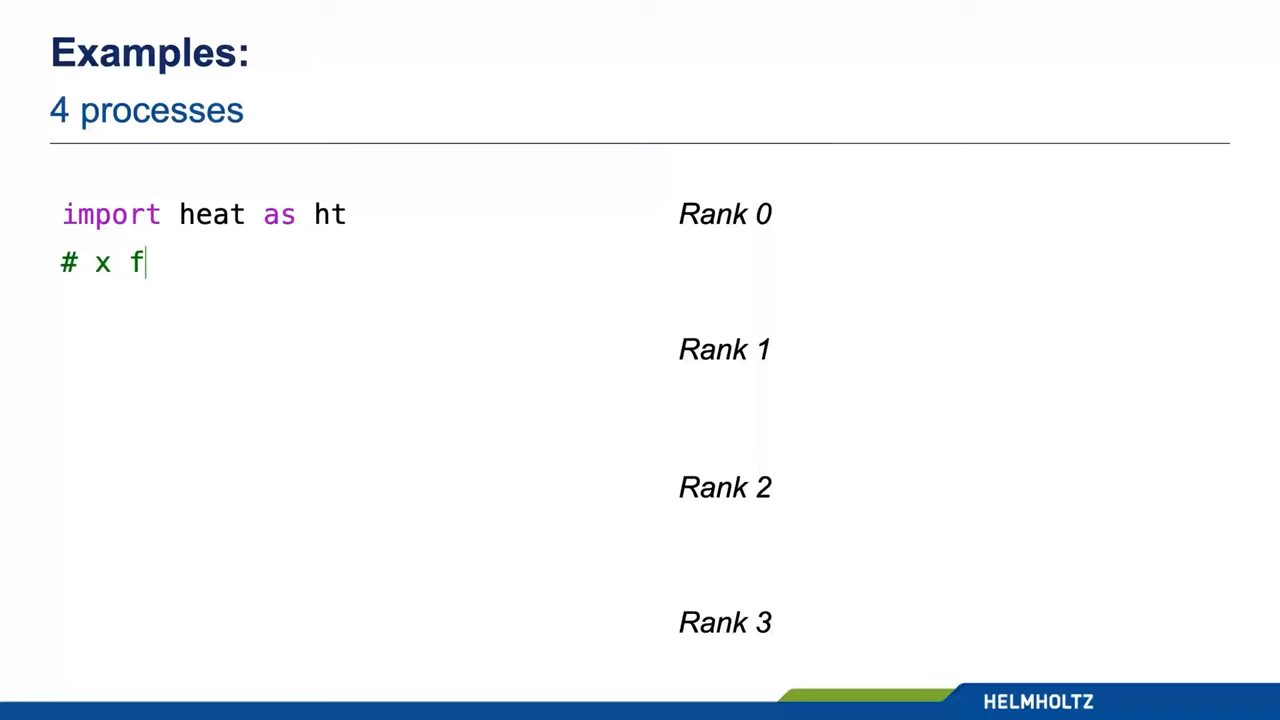 Examples:
4 processes
import heat as ht
# x f
Rank 0
Rank 1
Rank 2
Rank 3
HELMHOLTZ